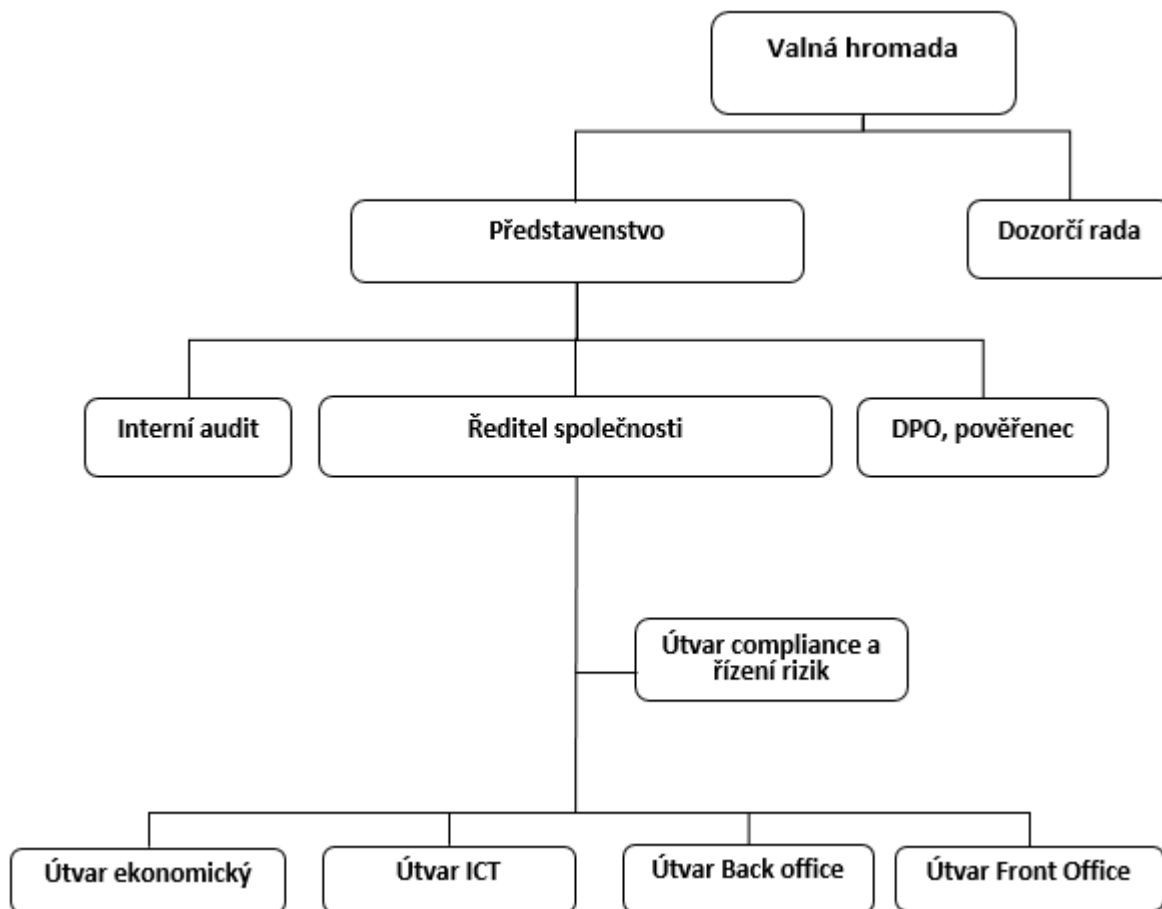 Valná hromada
Představenstvo
Dozorčí rada
Interní audit
Ředitel společnosti
DPO, pověřenec
Útvar compliance a
řízení rizik
Útvar ekonomický
Útvar ICT
Útvar Back office
Útvar Front Office